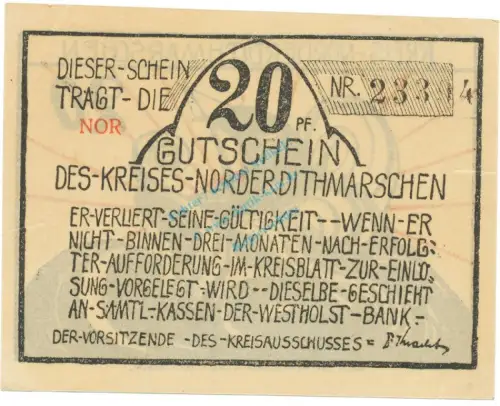 DIESER-SCHEIN
TRAGT-DIE
NOR
20
PF.
NR.
GUTSCHEIN
DES-KREISES-NORDERDITHMARSCHEN
ER-VERLIERT-SEINE-GÜLTIGKEIT--WENN-ER
NICHT-BINNEN-DREI-MONATEN-NACH-ERFOLG=
TER-AUFFORDERUNG-IM-KREISBLATT-ZUR-EINLÖ
SUNG-VORGELEGT-WIRD--DIESELBE-GESCHIEHT
AN-SÄMTL-KASSEN-DER-WESTHOLST-BANK-
DER-VORSITZENDE-DES-KREISAUSSCHUSSES=